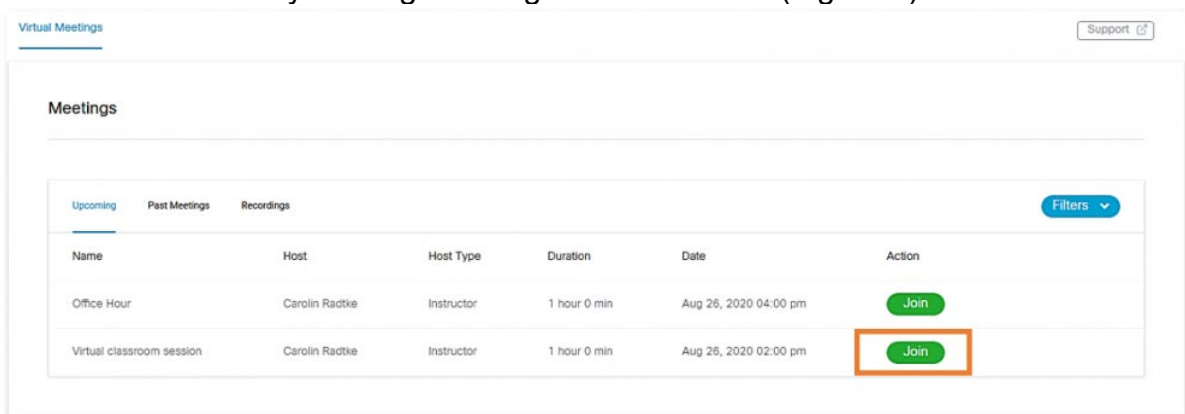 Virtual Meetings
Support
Meetings
Upcoming Past Meetings Recordings Filters
Name Host Host Type Duration Date Action
Office Hour Carolin Radtke Instructor 1 hour 0 min Aug 26, 2020 04:00 pm Join
Virtual classroom session Carolin Radtke Instructor 1 hour 0 min Aug 26, 2020 02:00 pm Join